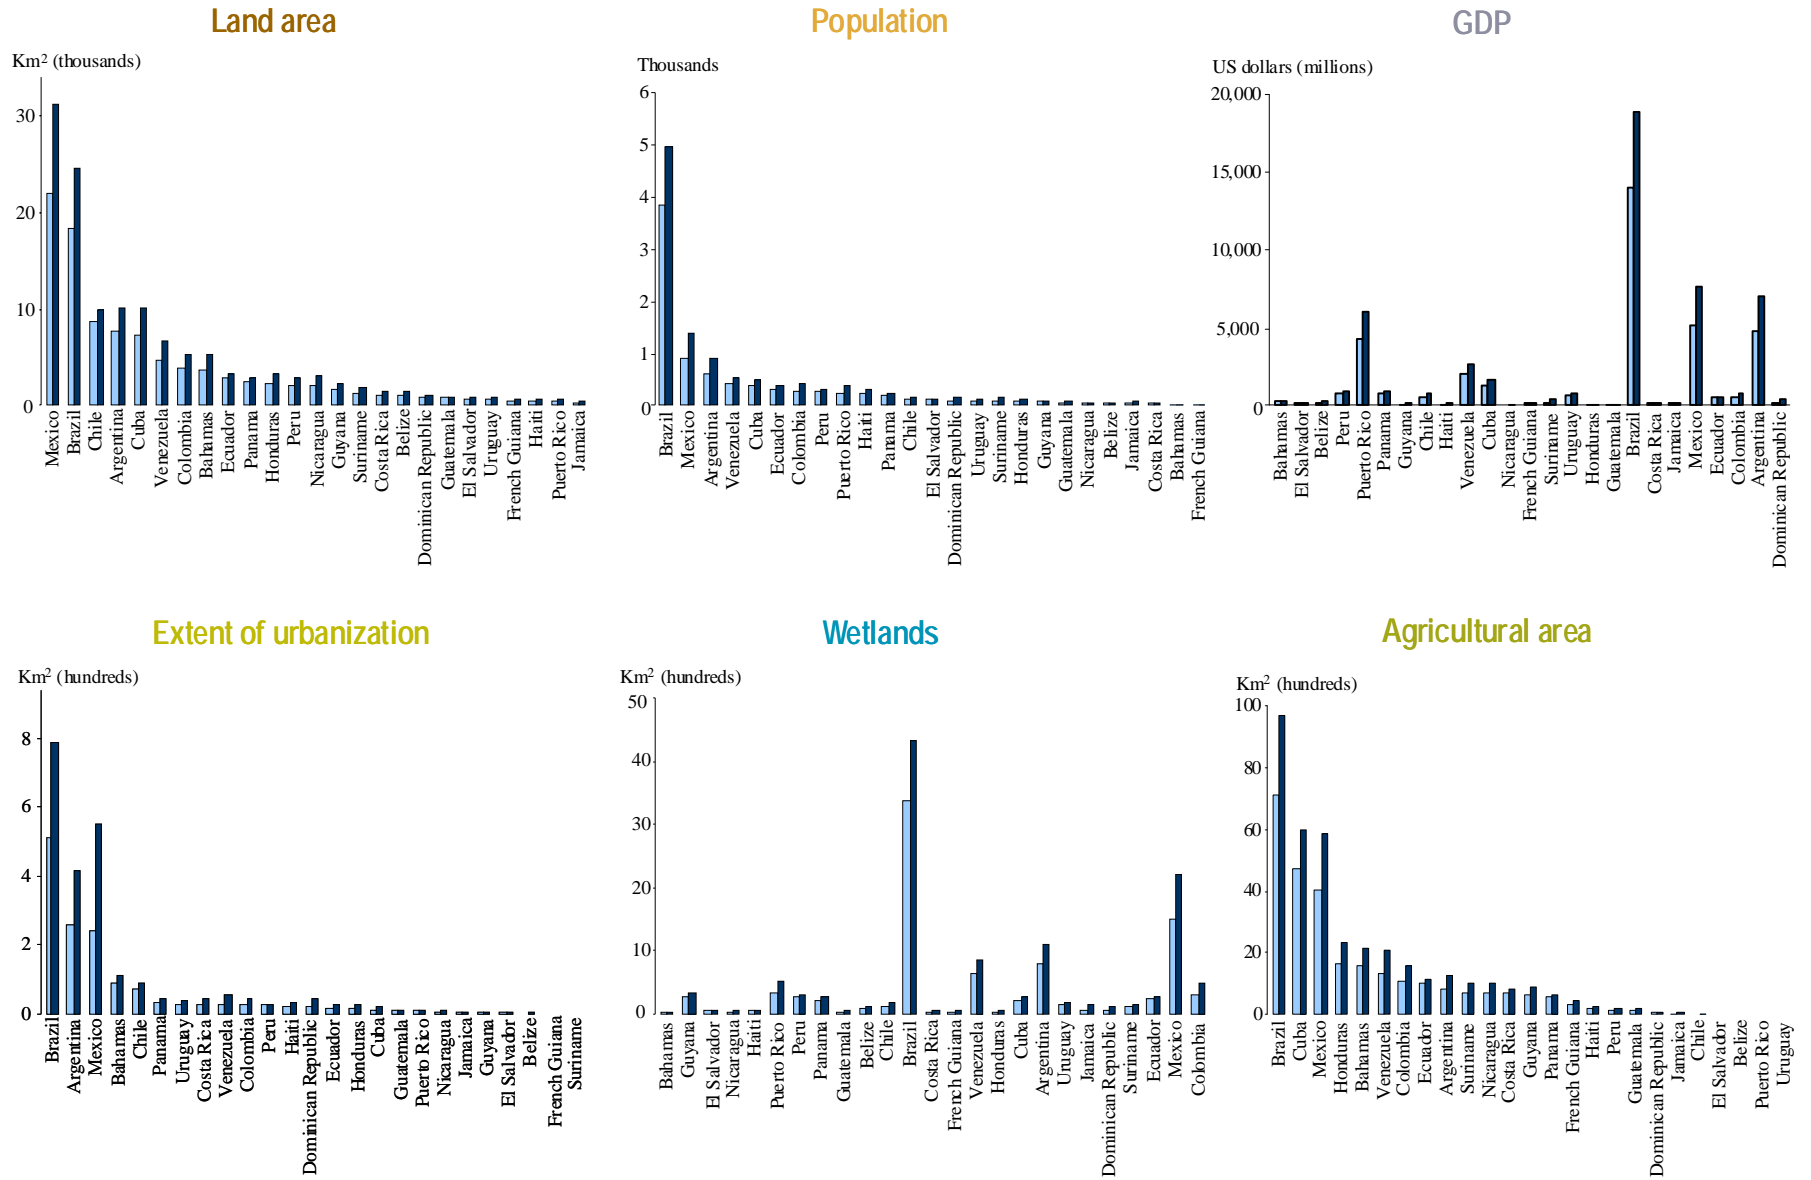 Land area
Km2 (thousands)
30
20
10
0
Mexico
Brazil
Chile
Argentina
Cuba
Venezuela
Colombia
Bahamas
Ecuador
Panama
Honduras
Peru
Nicaragua
Guyana
Suriname
Costa Rica
Belize
Dominican Republic
Guatemala
El Salvador
Uruguay
French Guiana
Haiti
Puerto Rico
Jamaica
Population
Thousands
6
5
4
3
2
1
0
Brazil
Mexico
Argentina
Venezuela
Cuba
Ecuador
Colombia
Peru
Puerto Rico
Haiti
Panama
Chile
El Salvador
Dominican Republic
Uruguay
Suriname
Honduras
Guyana
Guatemala
Nicaragua
Belize
Jamaica
Costa Rica
Bahamas
French Guiana
GDP
US dollars (millions)
20,000
15,000
10,000
5,000
0
Bahamas
El Salvador
Belize
Peru
Puerto Rico
Panama
Guyana
Chile
Haiti
Venezuela
Cuba
Nicaragua
French Guiana
Suriname
Uruguay
Honduras
Guatemala
Brazil
Costa Rica
Jamaica
Mexico
Ecuador
Colombia
Argentina
Dominican Republic
Extent of urbanization
Km2 (hundreds)
8
6
4
2
0
Brazil
Argentina
Mexico
Bahamas
Chile
Panama
Uruguay
Costa Rica
Venezuela
Colombia
Peru
Haiti
Dominican Republic
Ecuador
Honduras
Cuba
Guatemala
Puerto Rico
Nicaragua
Jamaica
Guyana
El Salvador
Belize
French Guiana
Suriname
Wetlands
Km2 (hundreds)
50
40
30
20
10
0
Bahamas
Guyana
El Salvador
Nicaragua
Haiti
Puerto Rico
Peru
Panama
Guatemala
Belize
Chile
Brazil
Costa Rica
French Guiana
Venezuela
Honduras
Cuba
Argentina
Uruguay
Jamaica
Dominican Republic
Suriname
Ecuador
Mexico
Colombia
Agricultural area
Km2 (hundreds)
100
80
60
40
20
0
Brazil
Cuba
Mexico
Honduras
Bahamas
Venezuela
Colombia
Ecuador
Argentina
Suriname
Nicaragua
Costa Rica
Guyana
Panama
French Guiana
Haiti
Peru
Guatemala
Dominican Republic
Jamaica
Chile
El Salvador
Belize
Puerto Rico
Uruguay